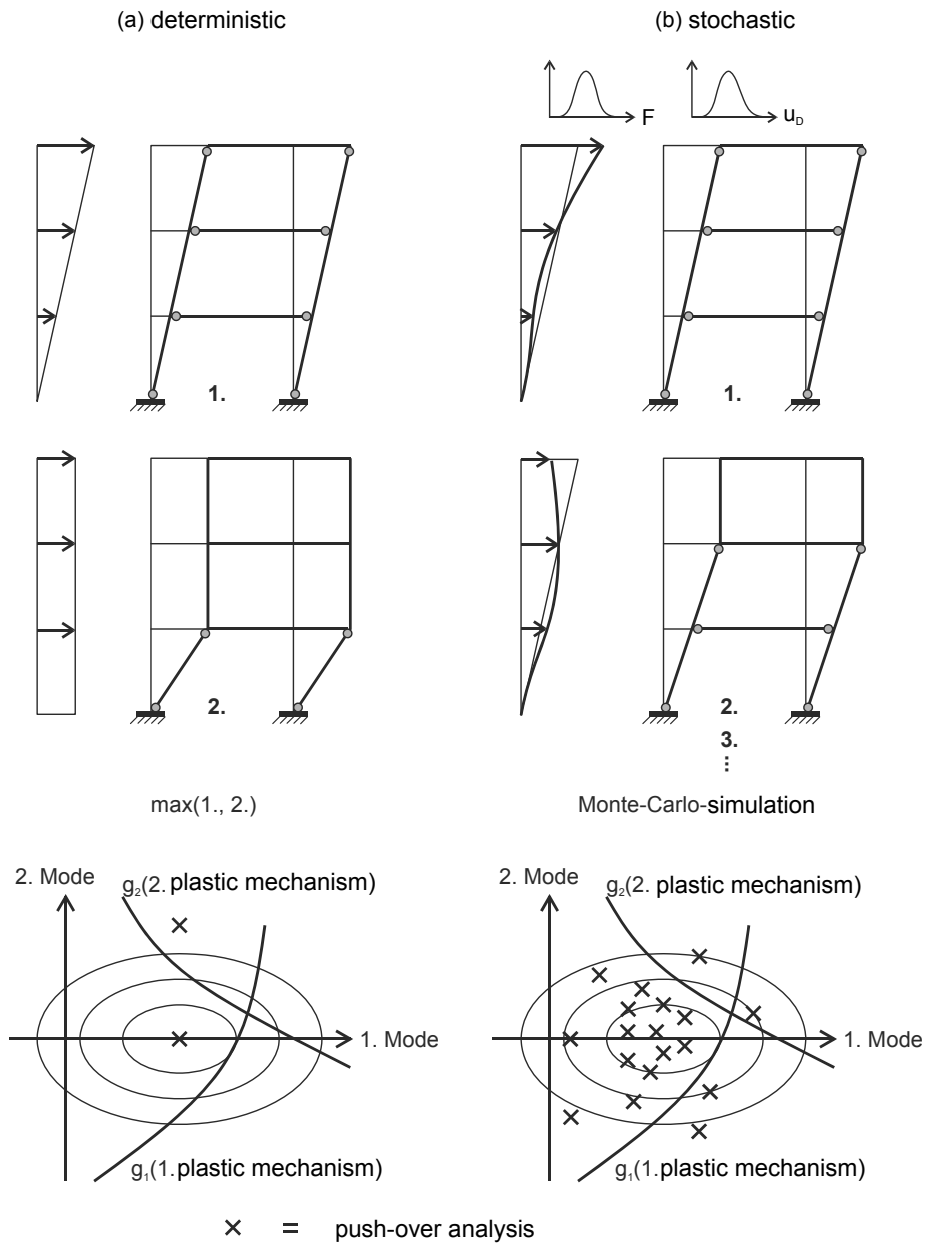 (a) deterministic
(b) stochastic
F
u_D
1.
1.
2.
2.
3.
⋮
max(1., 2.)
Monte-Carlo-simulation
2. Mode
g₂(2. plastic mechanism)
1. Mode
g₁(1. plastic mechanism)
2. Mode
g₂(2. plastic mechanism)
1. Mode
g₁(1. plastic mechanism)
× = push-over analysis